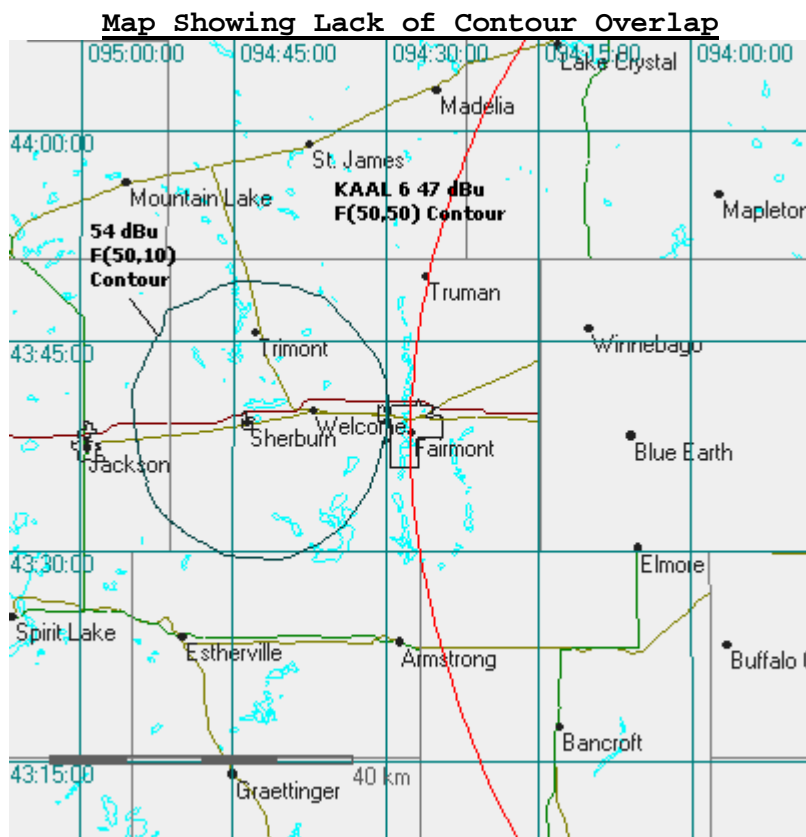 Map Showing Lack of Contour Overlap
095:00:00
094:45:00
094:30:00
094:15:00
094:00:00
Lake Crystal
Madelia
44:00:00
St. James
Mountain Lake
KAAL 6 47 dBu
F(50,50) Contour
Mapleton
54 dBu
F(50,10)
Contour
Truman
43:45:00
Trimont
Winnebago
Welcome
Sherburn
Fairmont
Jackson
Blue Earth
43:30:00
Elmore
Spirit Lake
Estherville
Armstrong
Buffalo
Bancroft
43:15:00
40 km
Graettinger